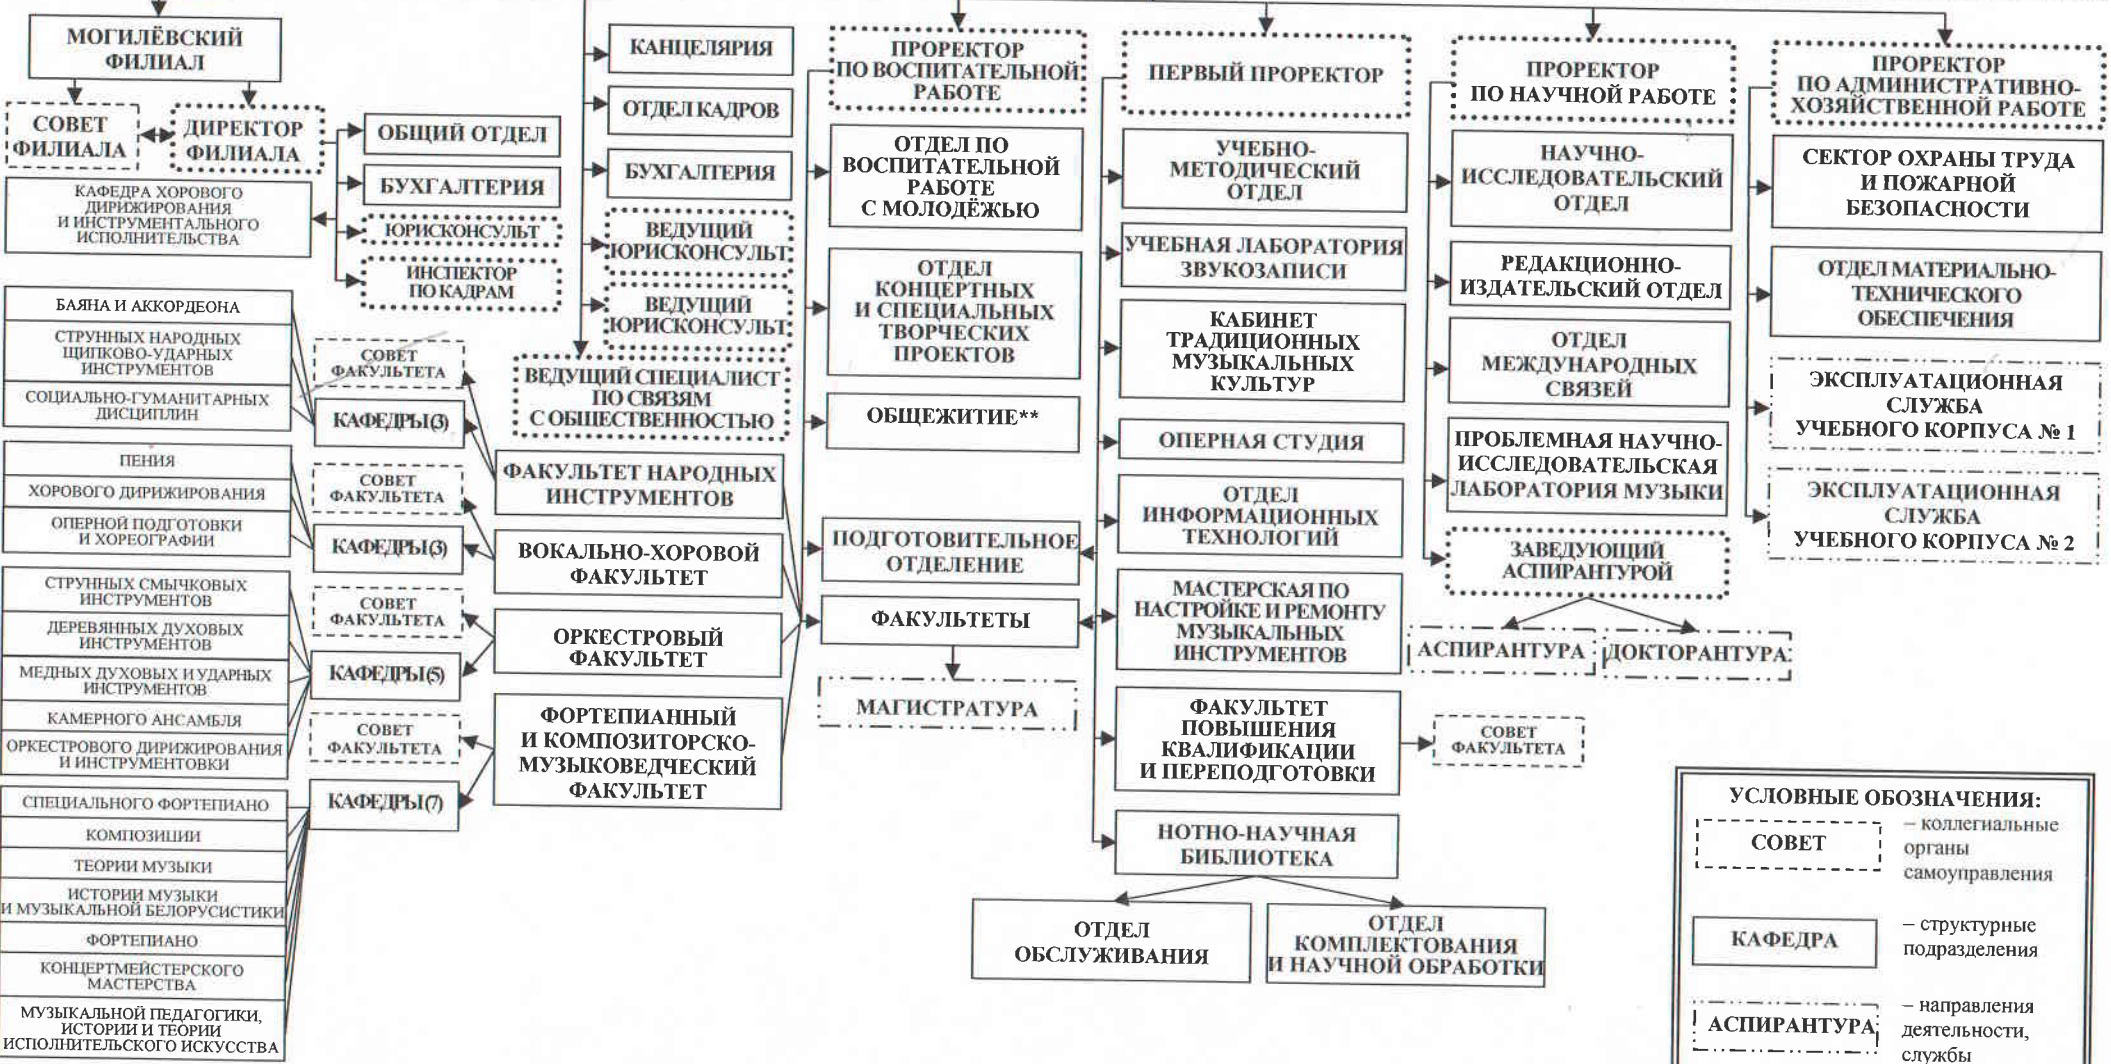 МОГИЛЁВСКИЙ
ФИЛИАЛ
СОВЕТ
ФИЛИАЛА
ДИРЕКТОР
ФИЛИАЛА
КАФЕДРА ХОРОВОГО
ДИРИЖИРОВАНИЯ
И ИНСТРУМЕНТАЛЬНОГО
ИСПОЛНИТЕЛЬСТВА
ОБЩИЙ ОТДЕЛ
БУХГАЛТЕРИЯ
ЮРИСКОНСУЛЬТ
ИНСПЕКТОР
ПО КАДРАМ
КАНЦЕЛЯРИЯ
ОТДЕЛ КАДРОВ
БУХГАЛТЕРИЯ
ВЕДУЩИЙ
ЮРИСКОНСУЛЬТ
ВЕДУЩИЙ
ЮРИСКОНСУЛЬТ
ВЕДУЩИЙ СПЕЦИАЛИСТ
ПО СВЯЗЯМ
С ОБЩЕСТВЕННОСТЬЮ
БАЯНА И АККОРДЕОНА
СТРУННЫХ НАРОДНЫХ
ЩИПКОВО-УДАРНЫХ
ИНСТРУМЕНТОВ
СОЦИАЛЬНО-ГУМАНИТАРНЫХ
ДИСЦИПЛИН
СОВЕТ
ФАКУЛЬТЕТА
КАФЕДРЫ (3)
ФАКУЛЬТЕТ НАРОДНЫХ
ИНСТРУМЕНТОВ
ПЕНИЯ
ХОРОВОГО ДИРИЖИРОВАНИЯ
ОПЕРНОЙ ПОДГОТОВКИ
И ХОРЕОГРАФИИ
СОВЕТ
ФАКУЛЬТЕТА
КАФЕДРЫ (3)
ВОКАЛЬНО-ХОРОВОЙ
ФАКУЛЬТЕТ
СТРУННЫХ СМЫЧКОВЫХ
ИНСТРУМЕНТОВ
ДЕРЕВЯННЫХ ДУХОВЫХ
ИНСТРУМЕНТОВ
МЕДНЫХ ДУХОВЫХ И УДАРНЫХ
ИНСТРУМЕНТОВ
КАМЕРНОГО АНСАМБЛЯ
ОРКЕСТРОВОГО ДИРИЖИРОВАНИЯ
И ИНСТРУМЕНТОВКИ
СОВЕТ
ФАКУЛЬТЕТА
КАФЕДРЫ (5)
ОРКЕСТРОВЫЙ
ФАКУЛЬТЕТ
СОВЕТ
ФАКУЛЬТЕТА
КАФЕДРЫ (7)
ФОРТЕПИАННЫЙ
И КОМПОЗИТОРСКО-
МУЗЫКОВЕДЧЕСКИЙ
ФАКУЛЬТЕТ
СПЕЦИАЛЬНОГО ФОРТЕПИАНО
КОМПОЗИЦИИ
ТЕОРИИ МУЗЫКИ
ИСТОРИИ МУЗЫКИ
И МУЗЫКАЛЬНОЙ БЕЛОРУСИСТИКИ
ФОРТЕПИАНО
КОНЦЕРТМЕЙСТЕРСКОГО
МАСТЕРСТВА
МУЗЫКАЛЬНОЙ ПЕДАГОГИКИ,
ИСТОРИИ И ТЕОРИИ
ИСПОЛНИТЕЛЬСКОГО ИСКУССТВА
ПРОРЕКТОР
ПО ВОСПИТАТЕЛЬНОЙ
РАБОТЕ
ОТДЕЛ ПО
ВОСПИТАТЕЛЬНОЙ
РАБОТЕ
С МОЛОДЁЖЬЮ
ОТДЕЛ
КОНЦЕРТНЫХ
И СПЕЦИАЛЬНЫХ
ТВОРЧЕСКИХ
ПРОЕКТОВ
ОБЩЕЖИТИЕ**
ПОДГОТОВИТЕЛЬНОЕ
ОТДЕЛЕНИЕ
ФАКУЛЬТЕТЫ
МАГИСТРАТУРА
ПЕРВЫЙ ПРОРЕКТОР
УЧЕБНО-
МЕТОДИЧЕСКИЙ
ОТДЕЛ
УЧЕБНАЯ ЛАБОРАТОРИЯ
ЗВУКОЗАПИСИ
КАБИНЕТ
ТРАДИЦИОННЫХ
МУЗЫКАЛЬНЫХ
КУЛЬТУР
ОПЕРНАЯ СТУДИЯ
ОТДЕЛ
ИНФОРМАЦИОННЫХ
ТЕХНОЛОГИЙ
МАСТЕРСКАЯ ПО
НАСТРОЙКЕ И РЕМОНТУ
МУЗЫКАЛЬНЫХ
ИНСТРУМЕНТОВ
ФАКУЛЬТЕТ
ПОВЫШЕНИЯ
КВАЛИФИКАЦИИ
И ПЕРЕПОДГОТОВКИ
СОВЕТ
ФАКУЛЬТЕТА
НОТНО-НАУЧНАЯ
БИБЛИОТЕКА
ОТДЕЛ
ОБСЛУЖИВАНИЯ
ОТДЕЛ
КОМПЛЕКТОВАНИЯ
И НАУЧНОЙ ОБРАБОТКИ
ПРОРЕКТОР
ПО НАУЧНОЙ РАБОТЕ
НАУЧНО-
ИССЛЕДОВАТЕЛЬСКИЙ
ОТДЕЛ
РЕДАКЦИОННО-
ИЗДАТЕЛЬСКИЙ ОТДЕЛ
ОТДЕЛ
МЕЖДУНАРОДНЫХ
СВЯЗЕЙ
ПРОБЛЕМНАЯ НАУЧНО-
ИССЛЕДОВАТЕЛЬСКАЯ
ЛАБОРАТОРИЯ МУЗЫКИ
ЗАВЕДУЮЩИЙ
АСПИРАНТУРОЙ
АСПИРАНТУРА
ДОКТОРАНТУРА
ПРОРЕКТОР
ПО АДМИНИСТРАТИВНО-
ХОЗЯЙСТВЕННОЙ РАБОТЕ
СЕКТОР ОХРАНЫ ТРУДА
И ПОЖАРНОЙ
БЕЗОПАСНОСТИ
ОТДЕЛ МАТЕРИАЛЬНО-
ТЕХНИЧЕСКОГО
ОБЕСПЕЧЕНИЯ
ЭКСПЛУАТАЦИОННАЯ
СЛУЖБА
УЧЕБНОГО КОРПУСА № 1
ЭКСПЛУАТАЦИОННАЯ
СЛУЖБА
УЧЕБНОГО КОРПУСА № 2
УСЛОВНЫЕ ОБОЗНАЧЕНИЯ:
СОВЕТ
– коллегиальные
органы
самоуправления
КАФЕДРА
– структурные
подразделения
АСПИРАНТУРА
– направления
деятельности,
службы